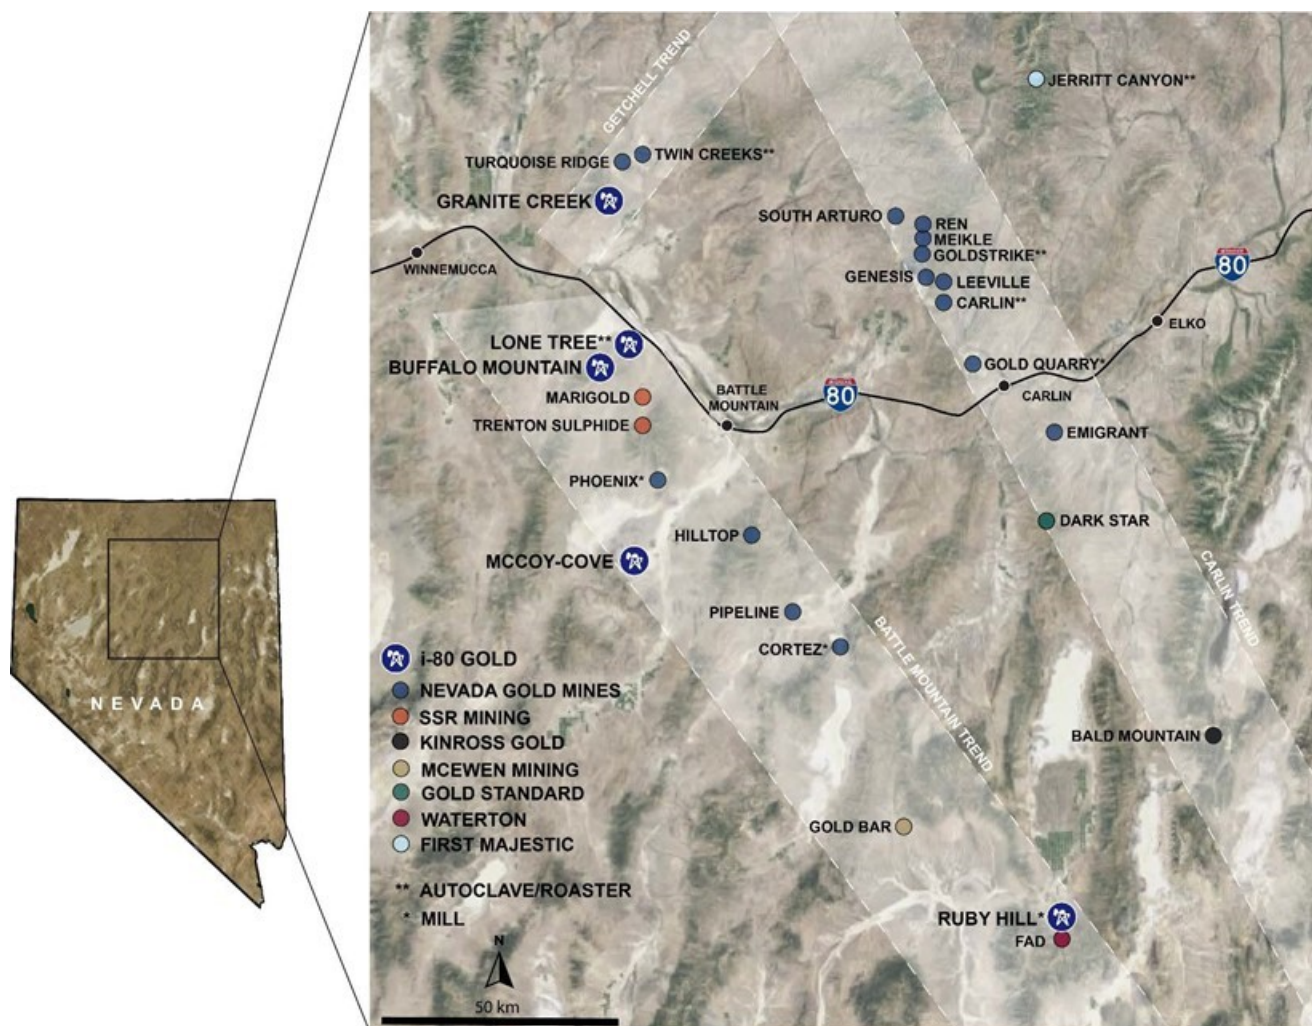 GETCHELL TREND
JERRITT CANYON**
TURQUOISE RIDGE
TWIN CREEKS**
GRANITE CREEK
SOUTH ARTURO
REN
MEIKLE
GOLDSTRIKE**
WINNEMUCCA
GENESIS
LEEVILLE
CARLIN**
80
ELKO
LONE TREE**
BUFFALO MOUNTAIN
GOLD QUARRY*
BATTLE
MOUNTAIN
80
CARLIN
MARIGOLD
TRENTON SULPHIDE
EMIGRANT
PHOENIX*
DARK STAR
HILLTOP
MCCOY-COVE
CARLIN TREND
PIPELINE
BATTLE MOUNTAIN TREND
CORTEZ*
BALD MOUNTAIN
GOLD BAR
RUBY HILL*
FAD
NEVADA
i-80 GOLD
NEVADA GOLD MINES
SSR MINING
KINROSS GOLD
MCEWEN MINING
GOLD STANDARD
WATERTON
FIRST MAJESTIC
** AUTOCLAVE/ROASTER
* MILL
N
50 km